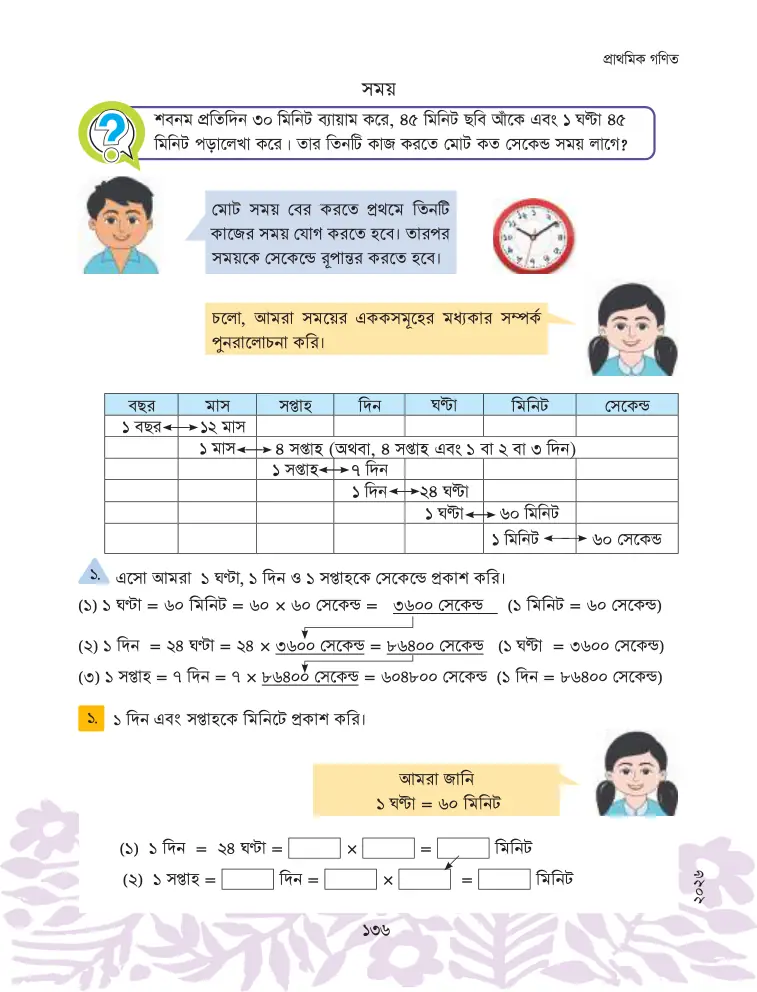 প্রাথমিক গণিত
সময়
শবনম প্রতিদিন ৩০ মিনিট ব্যায়াম করে, ৪৫ মিনিট ছবি আঁকে এবং ১ ঘণ্টা ৪৫
মিনিট পড়ালেখা করে। তার তিনটি কাজ করতে মোট কত সেকেন্ড সময় লাগে?
মোট সময় বের করতে প্রথমে তিনটি
কাজের সময় যোগ করতে হবে। তারপর
সময়কে সেকেন্ডে রূপান্তর করতে হবে।
চলো, আমরা সময়ের এককসমূহের মধ্যকার সম্পর্ক
পুনরালোচনা করি।
বছর মাস সপ্তাহ দিন ঘণ্টা মিনিট সেকেন্ড
১ বছর ১২ মাস
১ মাস ৪ সপ্তাহ (অথবা, ৪ সপ্তাহ এবং ১ বা ২ বা ৩ দিন)
১ সপ্তাহ ৭ দিন
১ দিন ২৪ ঘণ্টা
১ ঘণ্টা ৬০ মিনিট
১ মিনিট ৬০ সেকেন্ড
১. এসো আমরা ১ ঘণ্টা, ১ দিন ও ১ সপ্তাহকে সেকেন্ডে প্রকাশ করি।
(১) ১ ঘণ্টা = ৬০ মিনিট = ৬০ × ৬০ সেকেন্ড = ৩৬০০ সেকেন্ড (১ মিনিট = ৬০ সেকেন্ড)
(২) ১ দিন = ২৪ ঘণ্টা = ২৪ × ৩৬০০ সেকেন্ড = ৮৬৪০০ সেকেন্ড (১ ঘণ্টা = ৩৬০০ সেকেন্ড)
(৩) ১ সপ্তাহ = ৭ দিন = ৭ × ৮৬৪০০ সেকেন্ড = ৬০৪৮০০ সেকেন্ড (১ দিন = ৮৬৪০০ সেকেন্ড)
১. ১ দিন এবং সপ্তাহকে মিনিটে প্রকাশ করি।
আমরা জানি
১ ঘণ্টা = ৬০ মিনিট
(১) ১ দিন = ২৪ ঘণ্টা = × = মিনিট
(২) ১ সপ্তাহ = দিন = × = মিনিট
২০২৬
১৩৬